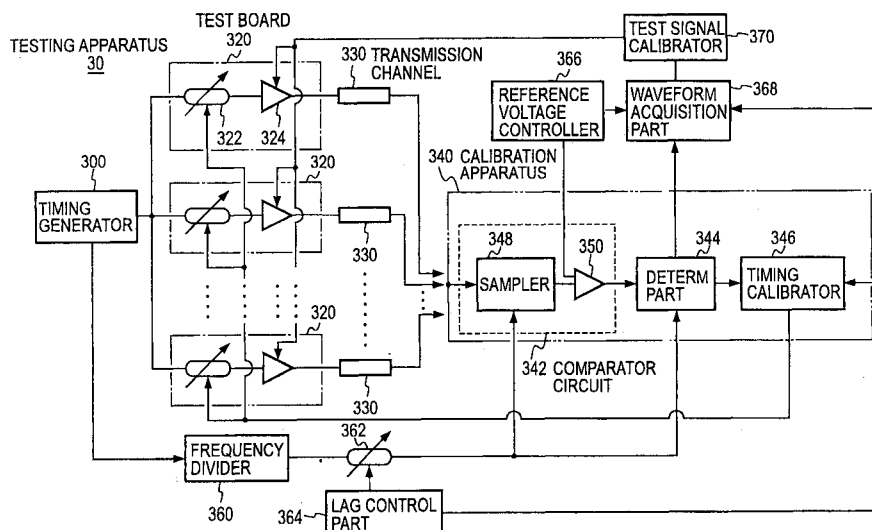 TESTING APPARATUS
30
TEST BOARD
320
322
324
330 TRANSMISSION
CHANNEL
366
REFERENCE
VOLTAGE
CONTROLLER
TEST SIGNAL
CALIBRATOR
370
WAVEFORM
ACQUISITION
PART
368
300
TIMING
GENERATOR
320
330
340 CALIBRATION
APPARATUS
348
SAMPLER
350
344
DETERM
PART
346
TIMING
CALIBRATOR
342 COMPARATOR
CIRCUIT
320
330
FREQUENCY
DIVIDER
360
362
364
LAG CONTROL
PART